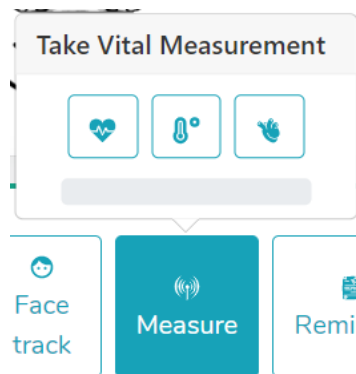 Take Vital Measurement
Face
track
Measure
Remi